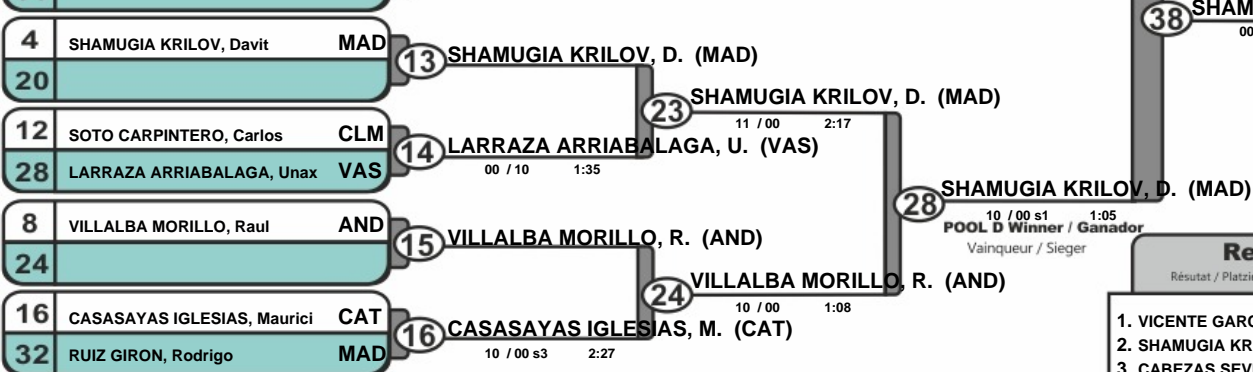 SHAM
38
00
4 SHAMUGIA KRILOV, Davit MAD
20
13 SHAMUGIA KRILOV, D. (MAD)
23 SHAMUGIA KRILOV, D. (MAD)
11 / 00 2:17
12 SOTO CARPINTERO, Carlos CLM
28 LARRAZA ARRIABALAGA, Unax VAS
14 LARRAZA ARRIABALAGA, U. (VAS)
00 / 10 1:35
28 SHAMUGIA KRILOV, D. (MAD)
10 / 00 s1 1:05
POOL D Winner / Ganador
Vainqueur / Sieger
8 VILLALBA MORILLO, Raul AND
24
15 VILLALBA MORILLO, R. (AND)
24 VILLALBA MORILLO, R. (AND)
10 / 00 1:08
16 CASASAYAS IGLESIAS, Maurici CAT
32 RUIZ GIRON, Rodrigo MAD
16 CASASAYAS IGLESIAS, M. (CAT)
10 / 00 s3 2:27
Re
Résutat / Platzi
1. VICENTE GARC
2. SHAMUGIA KR
3. CABEZAS SEV